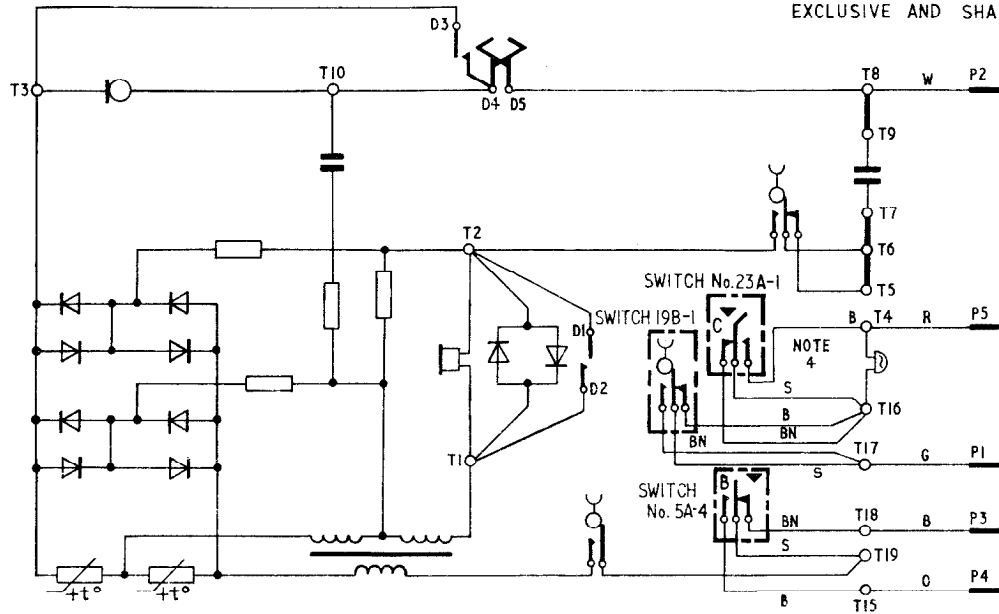 EXCLUSIVE AND SHA
D3
T3
T10
D4 D5
T8
W
P2
T9
T7
T2
T6
SWITCH No.23A-1
T5
SWITCH 19B-1
C
B
T4
R
P5
D1
NOTE
4
D2
S
B
T16
BN
BN
T17
G
P1
T1
S
SWITCH
No. 5A-4
B
BN
T18
B
P3
S
T19
-+t°
-+t°
B
T15
O
P4